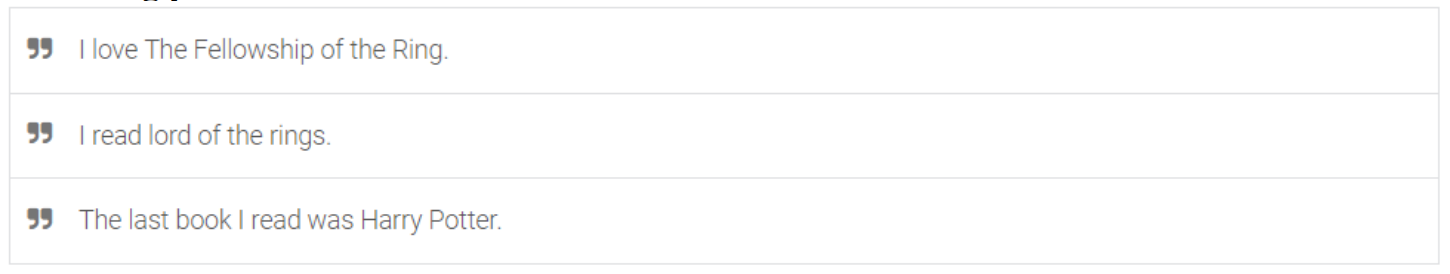 I love The Fellowship of the Ring.
I read lord of the rings.
The last book I read was Harry Potter.